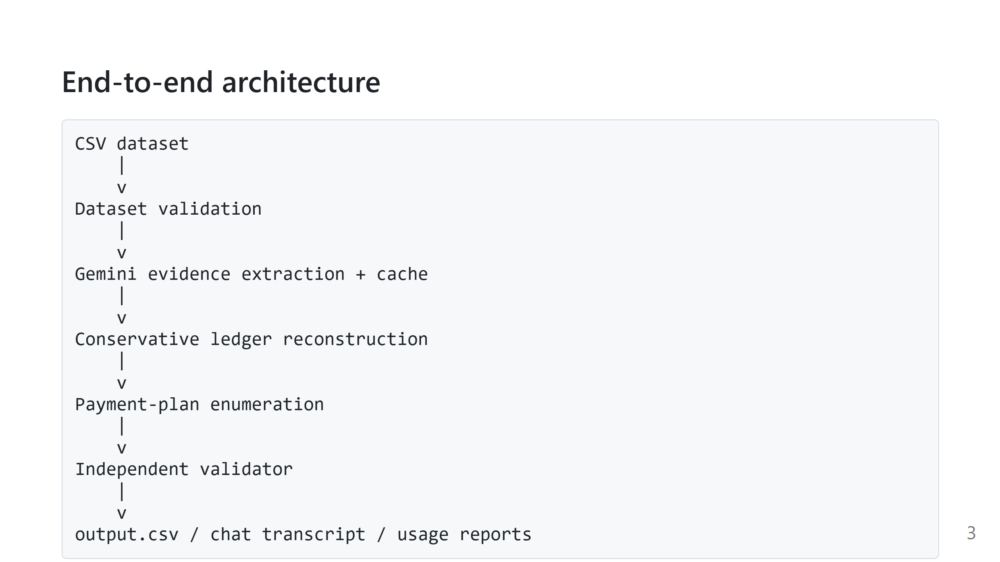 End-to-end architecture
CSV dataset
|
v
Dataset validation
|
v
Gemini evidence extraction + cache
|
v
Conservative ledger reconstruction
|
v
Payment-plan enumeration
|
v
Independent validator
|
v
output.csv / chat transcript / usage reports
3